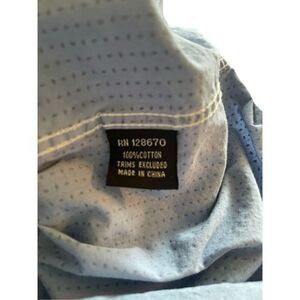 RN 128670
100%COTTON
TRIMS EXCLUDED
MADE IN CHINA